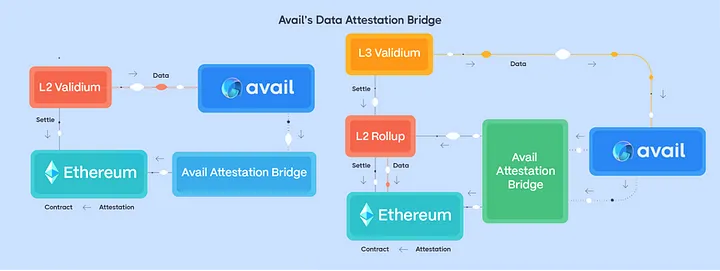 Avail's Data Attestation Bridge
L2 Validium
Data
avail
Settle
Ethereum
Avail Attestation Bridge
Contract
Attestation
L3 Validium
Data
Settle
L2 Rollup
Avail
Attestation
Bridge
avail
Settle
Data
Ethereum
Contract
Attestation